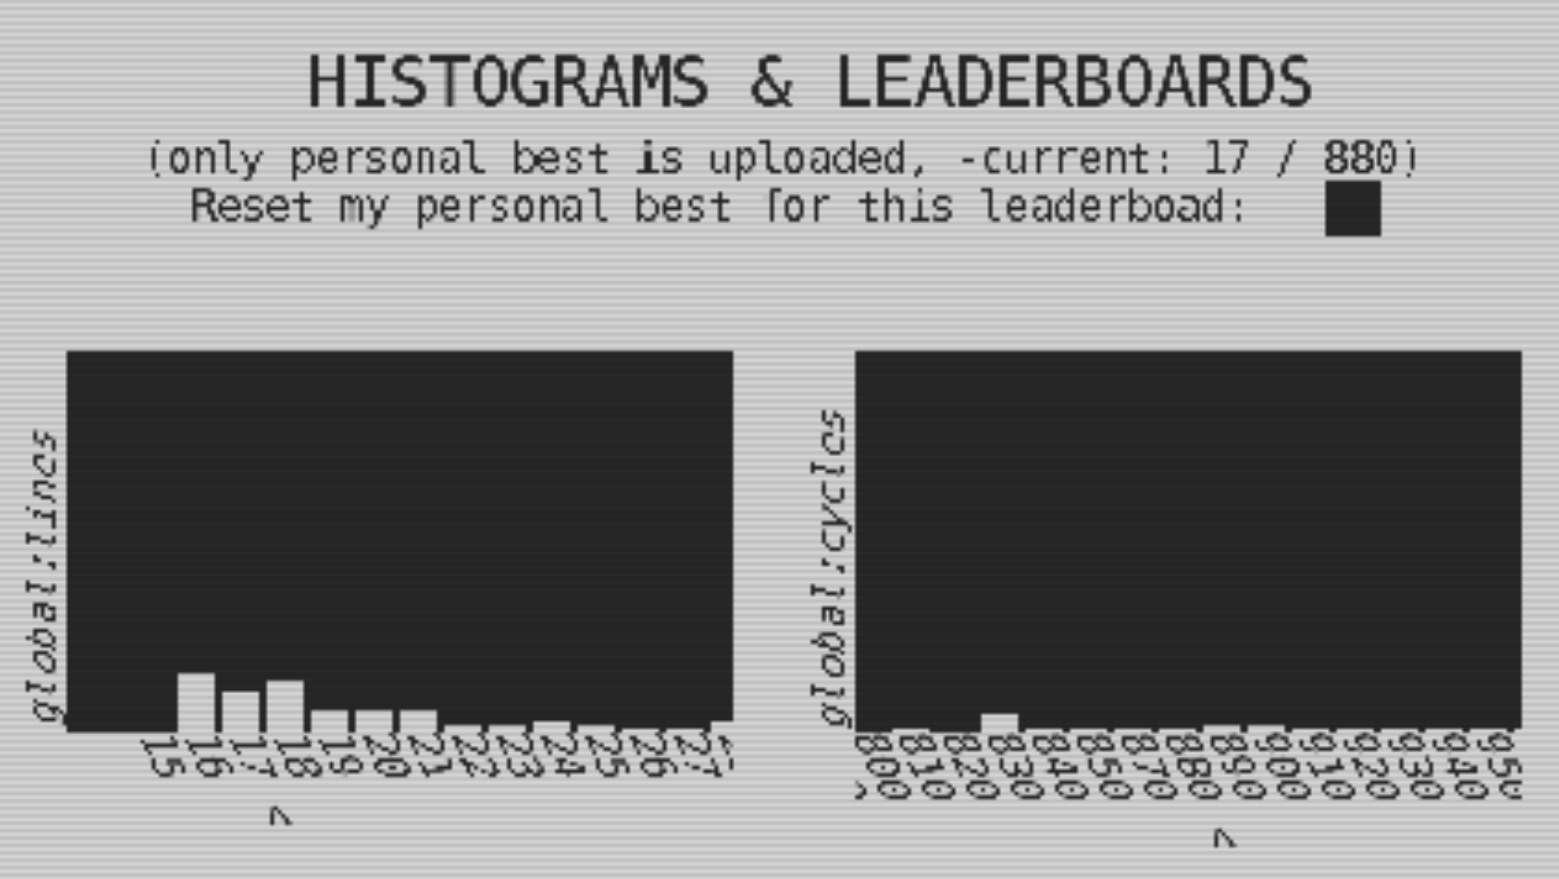 HISTOGRAMS & LEADERBOARDS
(only personal best is uploaded, -current: 17 / 880)
Reset my personal best for this leaderboad:
global:lines
15 16 17 18 19 20 21 22 23 24 25 26 27
^
global:cycles
800 810 820 830 840 850 870 880 890 900 910 920 930 940 950
^